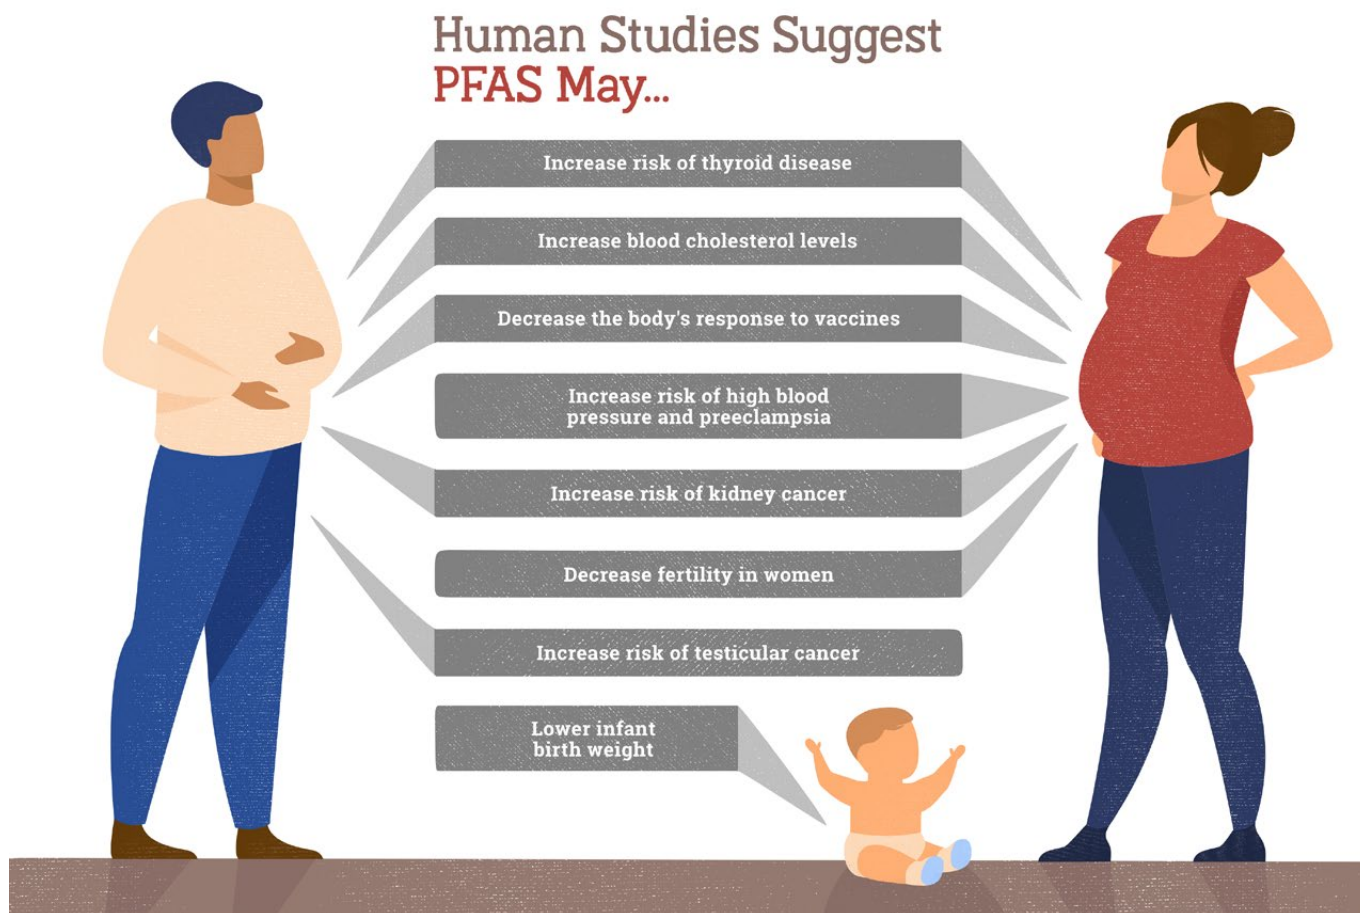 Human Studies Suggest
PFAS May...
Increase risk of thyroid disease
Increase blood cholesterol levels
Decrease the body's response to vaccines
Increase risk of high blood
pressure and preeclampsia
Increase risk of kidney cancer
Decrease fertility in women
Increase risk of testicular cancer
Lower infant
birth weight